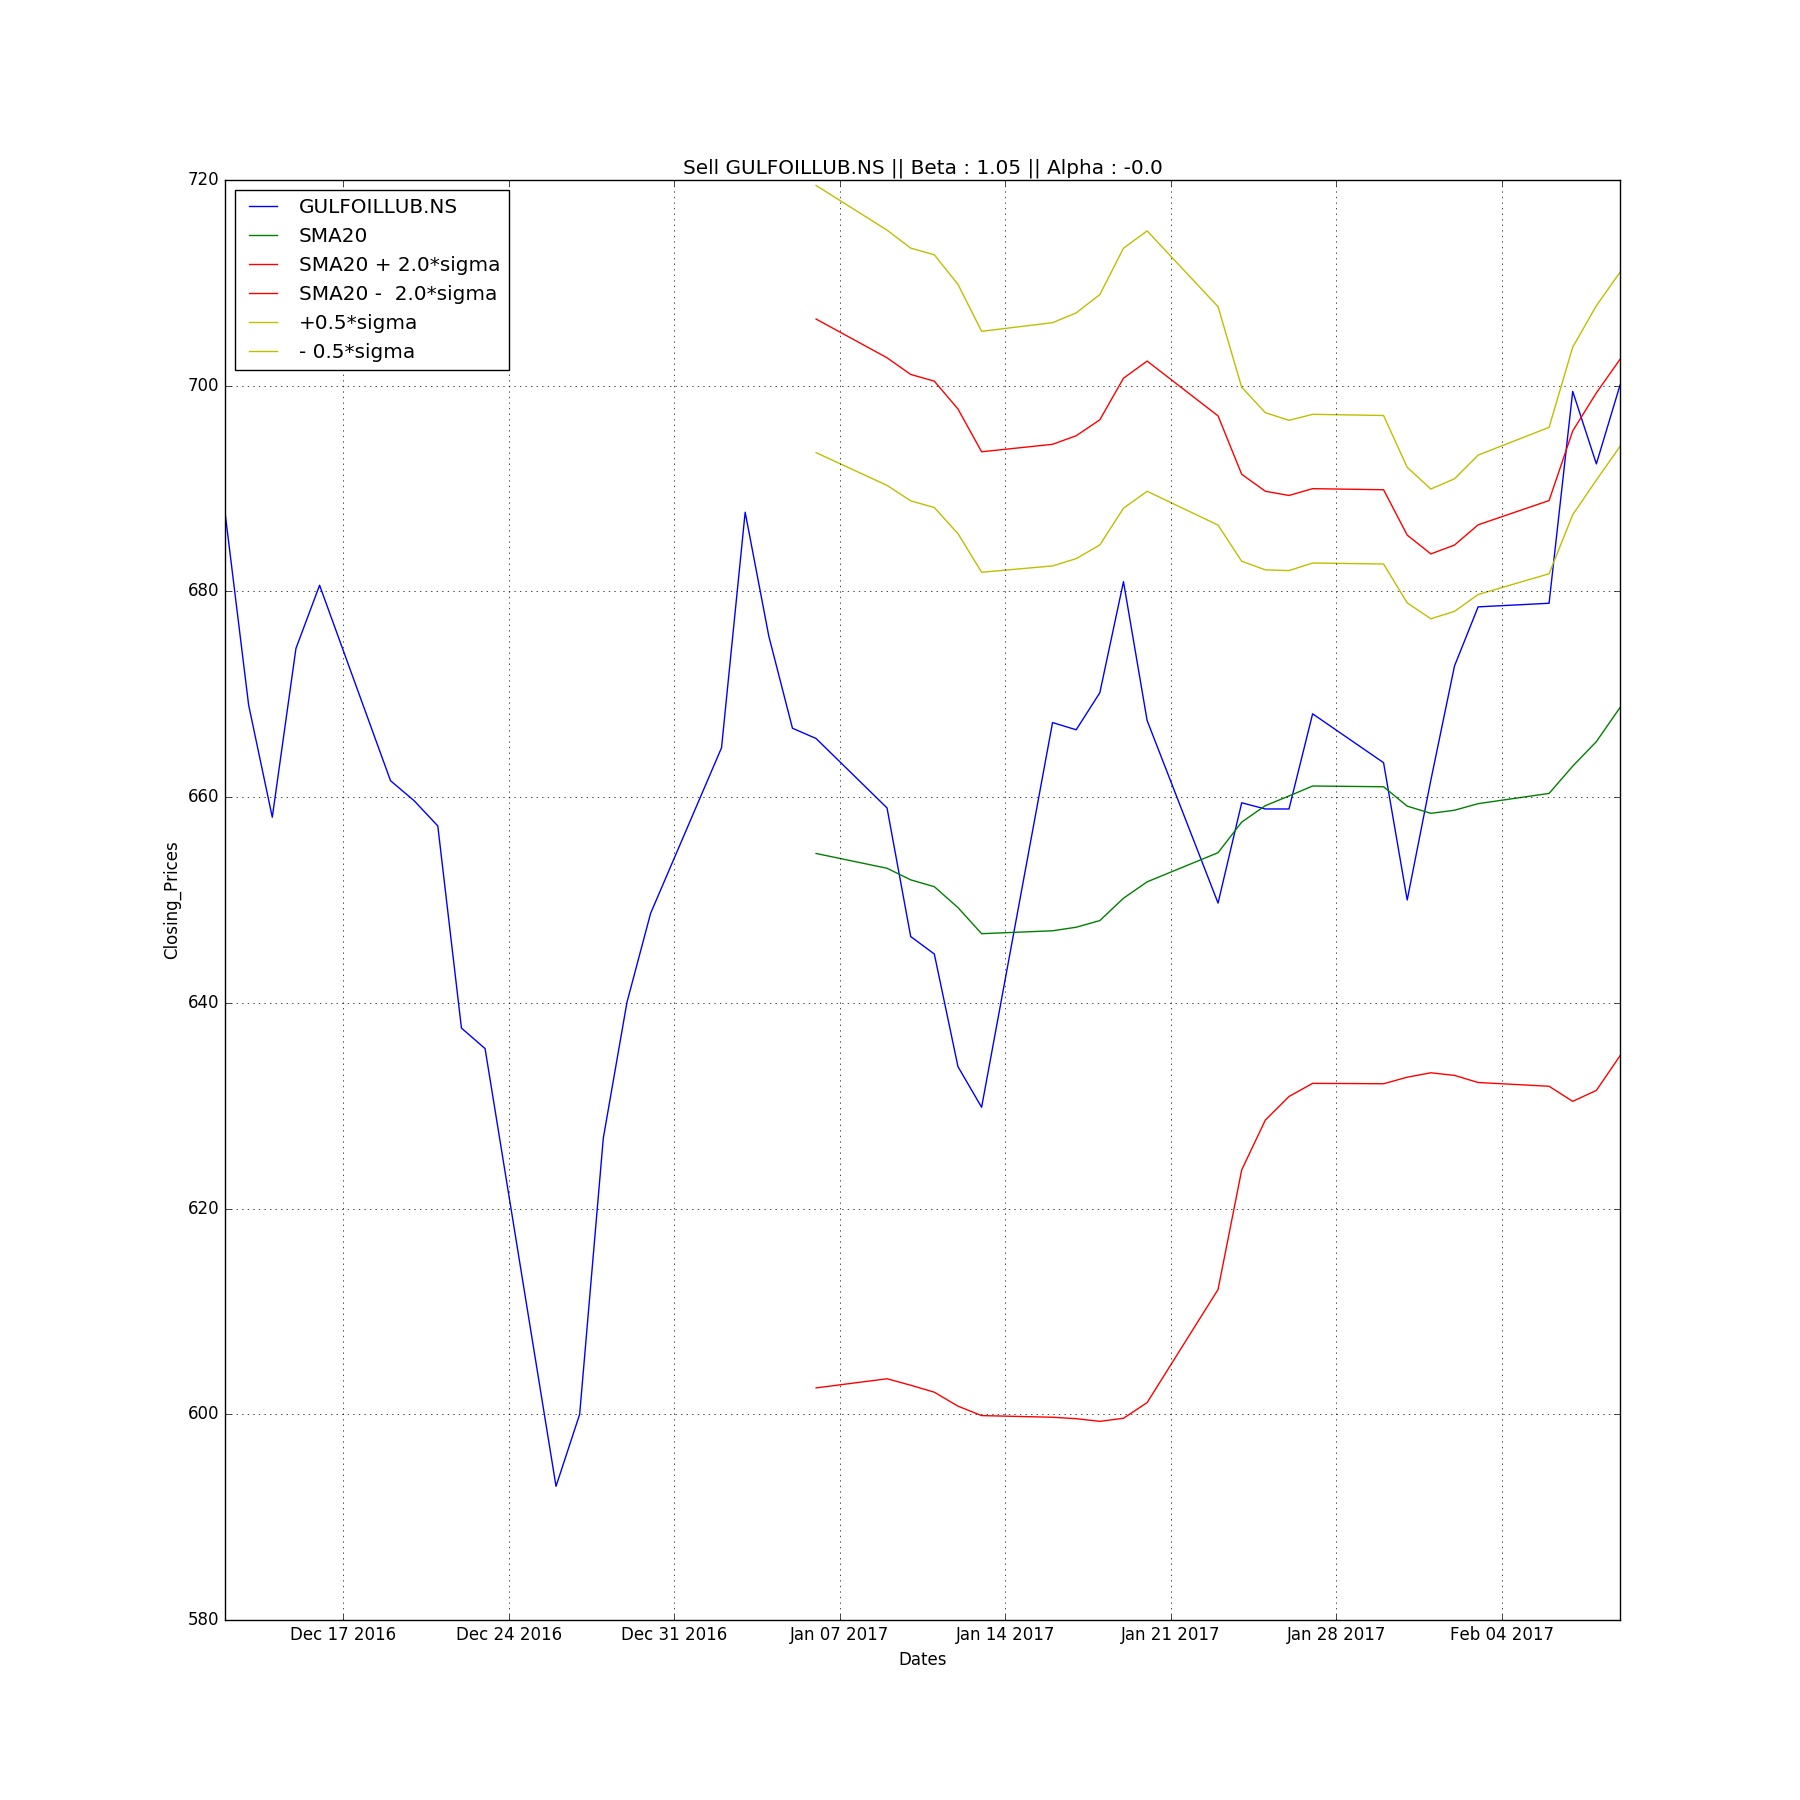 Sell GULFOILLUB.NS || Beta : 1.05 || Alpha : -0.0
720
700
680
660
640
620
600
580
Closing_Prices
GULFOILLUB.NS
SMA20
SMA20 + 2.0*sigma
SMA20 -  2.0*sigma
+0.5*sigma
- 0.5*sigma
Dec 17 2016
Dec 24 2016
Dec 31 2016
Jan 07 2017
Jan 14 2017
Jan 21 2017
Jan 28 2017
Feb 04 2017
Dates